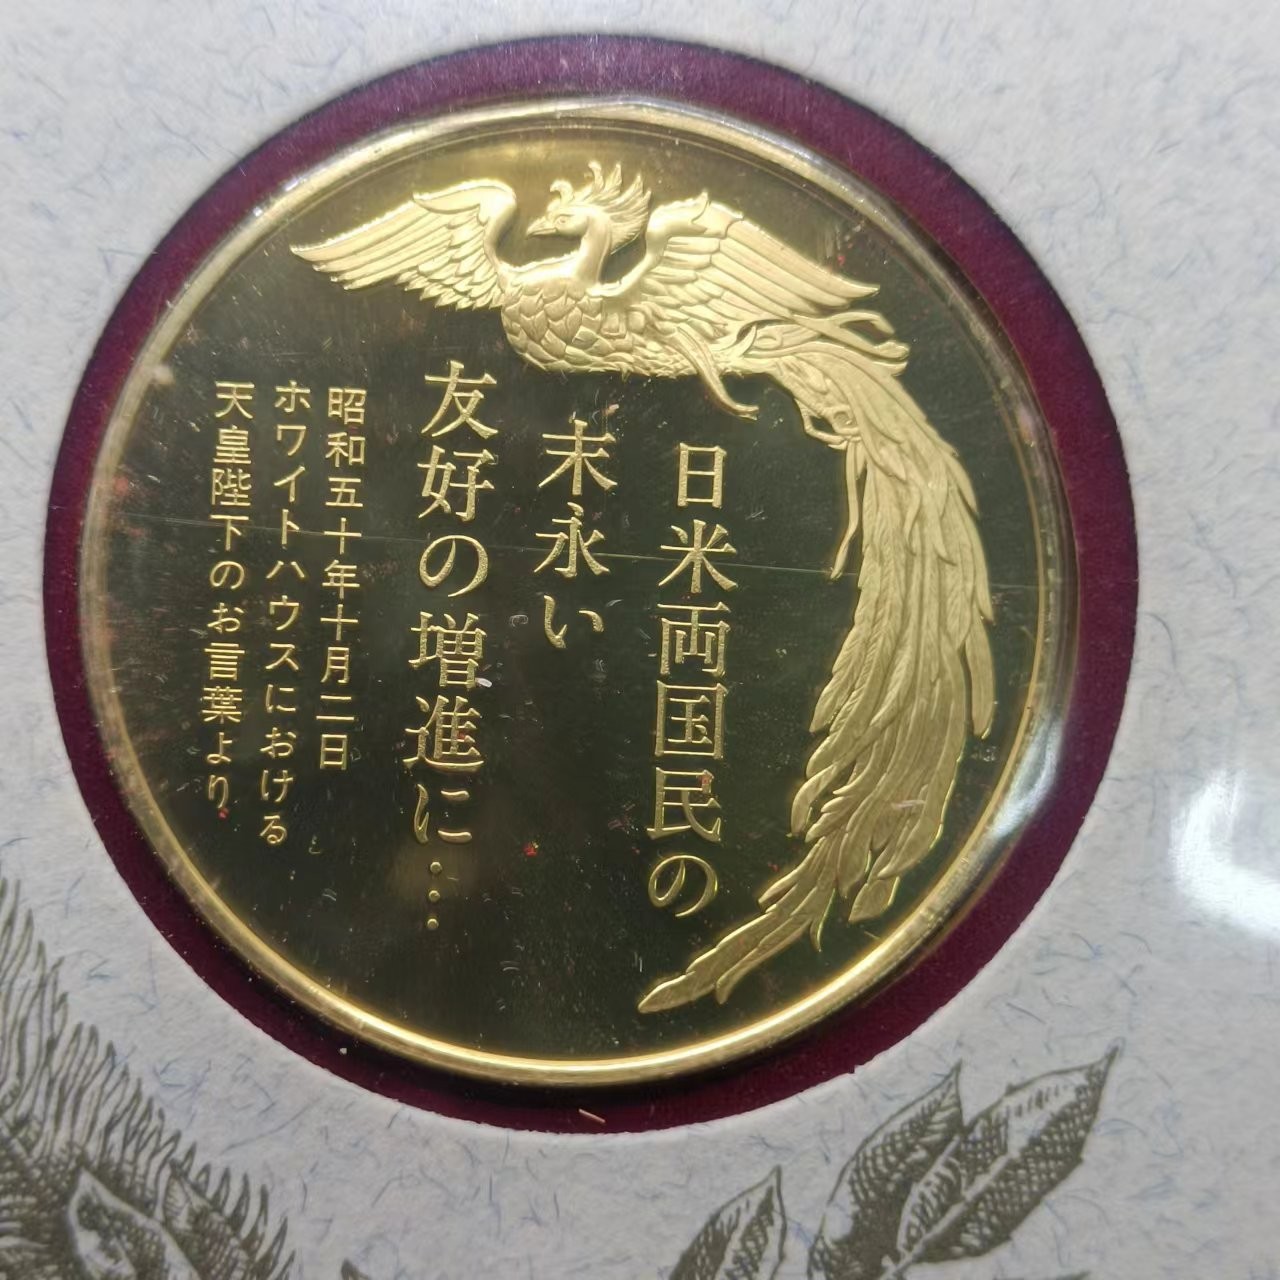 日米両国民の
末永い
友好の増進に…
昭和五十年十月二日
ホワイトハウスにおける
天皇陛下のお言葉より